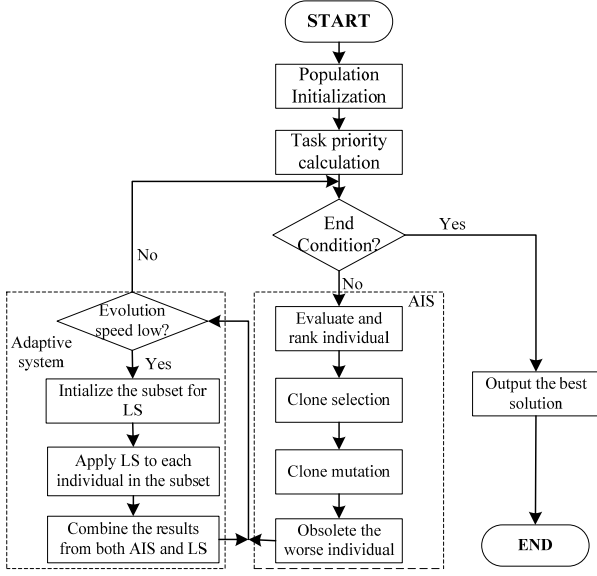 START
Population
Initialization
Task priority
calculation
End
Condition?
Yes
No
No
AIS
Evaluate and
rank individual
Clone selection
Clone mutation
Obsolete the
worse individual
Evolution
speed low?
Adaptive
system
Yes
Intialize the subset for
LS
Apply LS to each
individual in the subset
Combine the results
from both AIS and LS
Output the best
solution
END